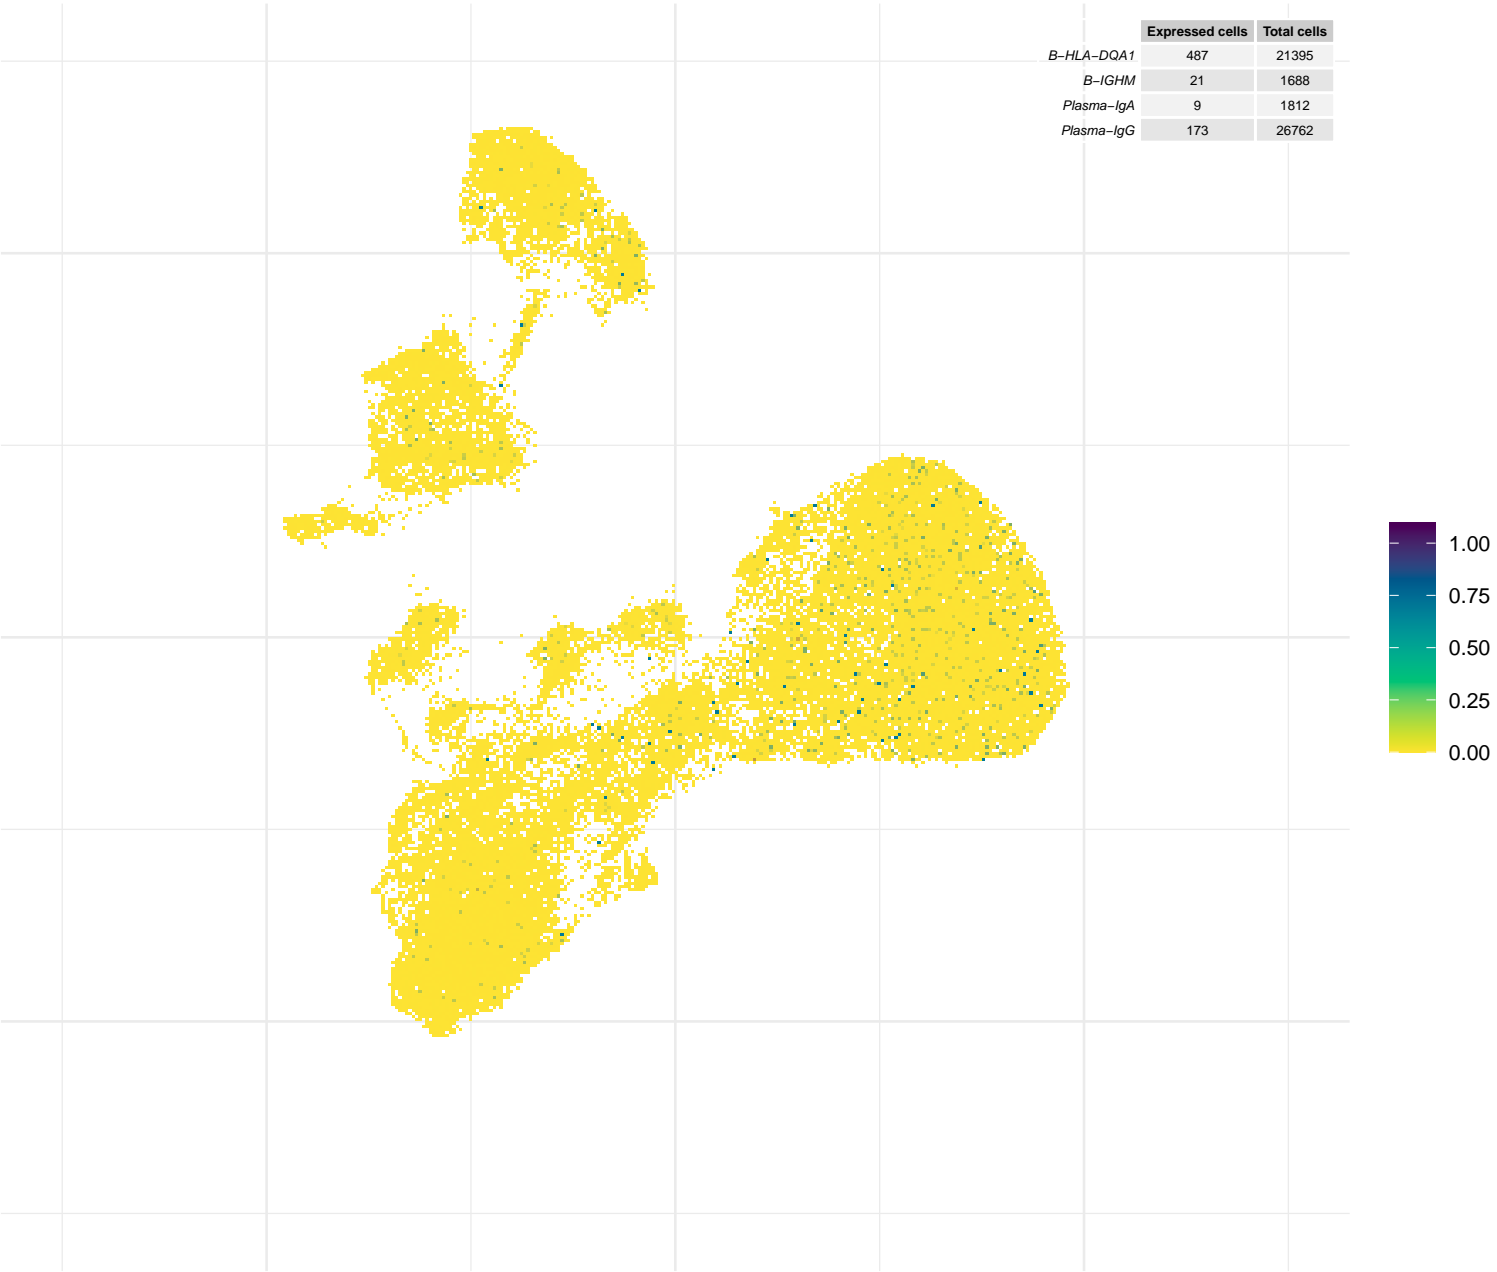 Expressed cells Total cells
B−HLA−DQA1 487 21395
B−IGHM 21 1688
Plasma−IgA 9 1812
Plasma−IgG 173 26762
1.00
0.75
0.50
0.25
0.00